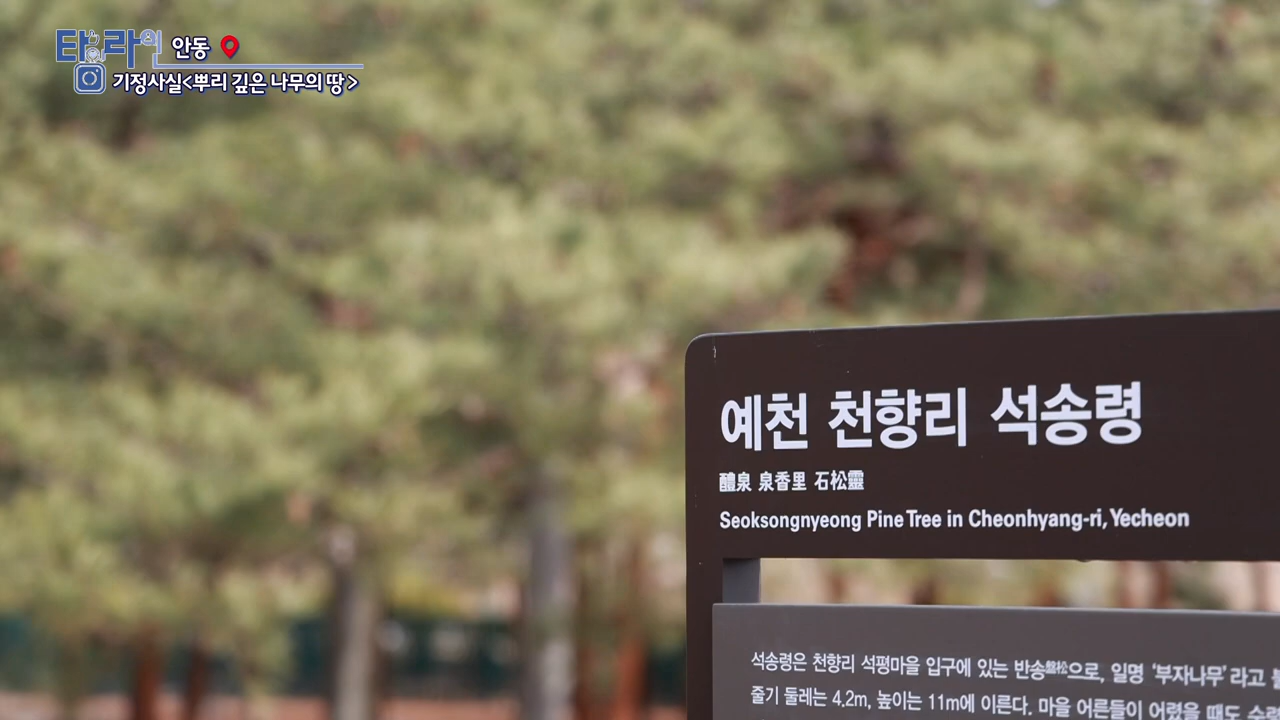 타라의 안동
기정사실<뿌리 깊은 나무의 땅>
예천 천향리 석송령
醴泉 泉香里 石松靈
Seoksongnyeong Pine Tree in Cheonhyang-ri, Yecheon
석송령은 천향리 석평마을 입구에 있는 반송盤松으로, 일명 ‘부자나무’라고
줄기 둘레는 4.2m, 높이는 11m에 이른다. 마을 어른들이 어렸을 때도